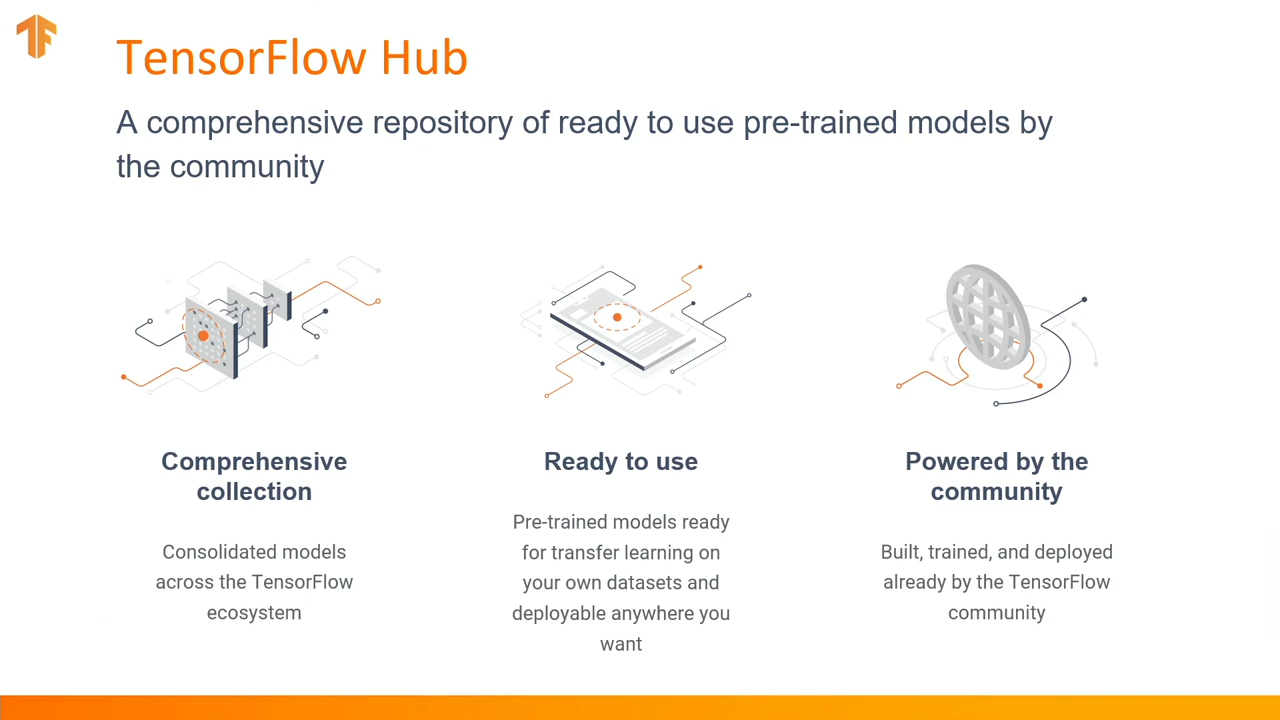 TensorFlow Hub
A comprehensive repository of ready to use pre-trained models by
the community
Comprehensive
collection
Consolidated models
across the TensorFlow
ecosystem
Ready to use
Pre-trained models ready
for transfer learning on
your own datasets and
deployable anywhere you
want
Powered by the
community
Built, trained, and deployed
already by the TensorFlow
community